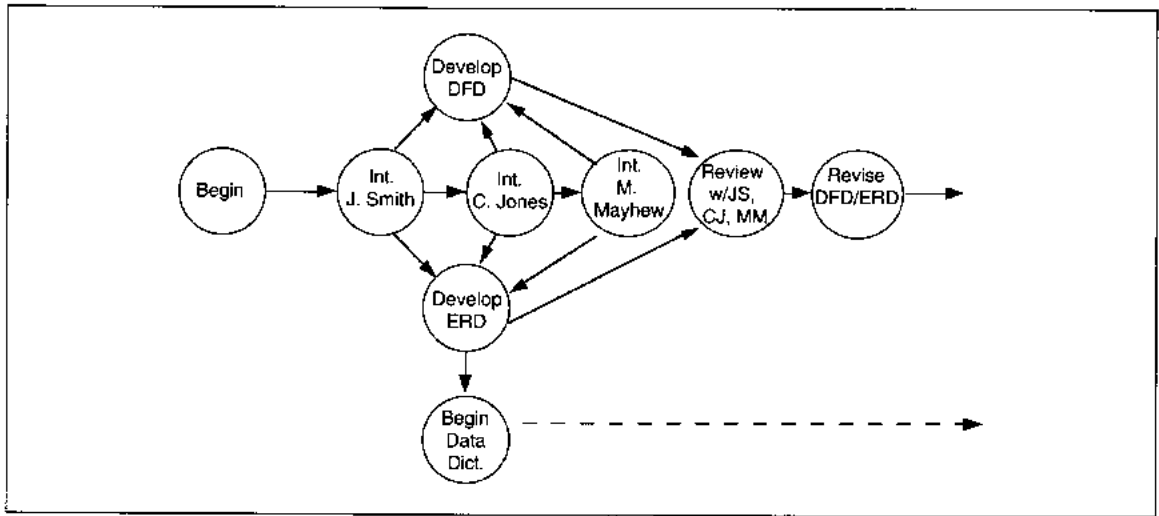 Develop
DFD
Begin
Int.
J. Smith
Int.
C. Jones
Int.
M.
Mayhew
Review
w/JS,
CJ, MM
Revise
DFD/ERD
Develop
ERD
Begin
Data
Dict.